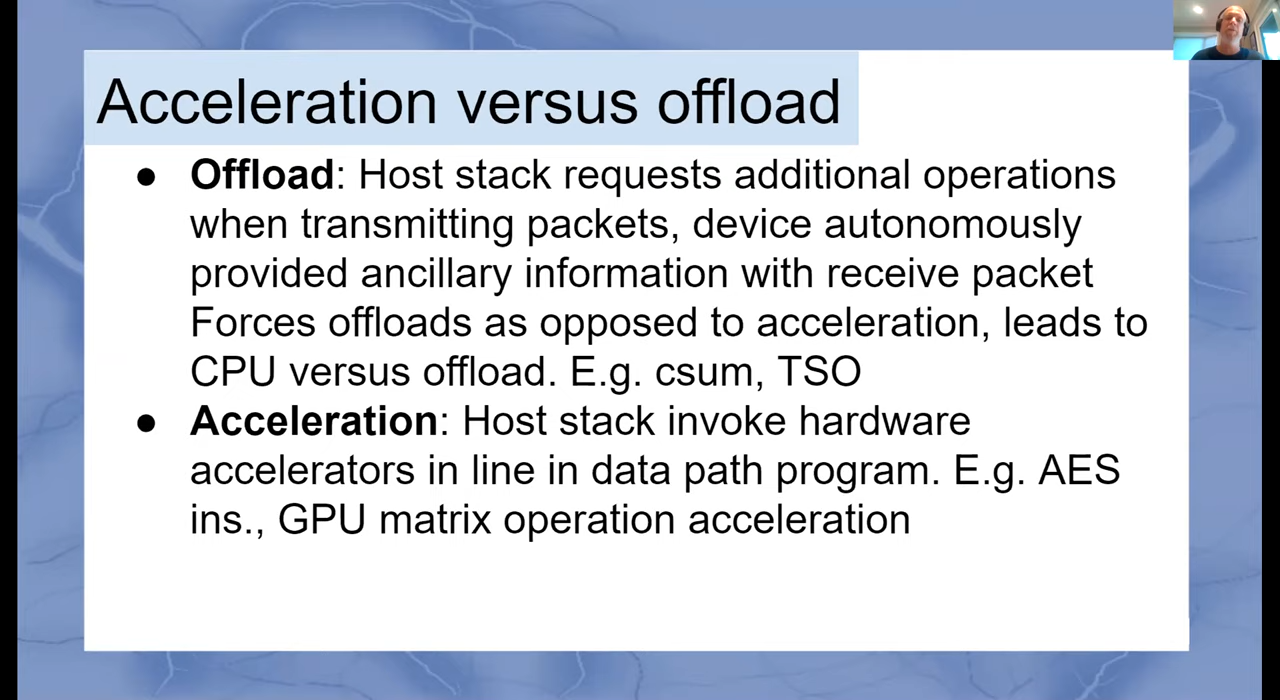 Acceleration versus offload
● Offload: Host stack requests additional operations
when transmitting packets, device autonomously
provided ancillary information with receive packet
Forces offloads as opposed to acceleration, leads to
CPU versus offload. E.g. csum, TSO
● Acceleration: Host stack invoke hardware
accelerators in line in data path program. E.g. AES
ins., GPU matrix operation acceleration